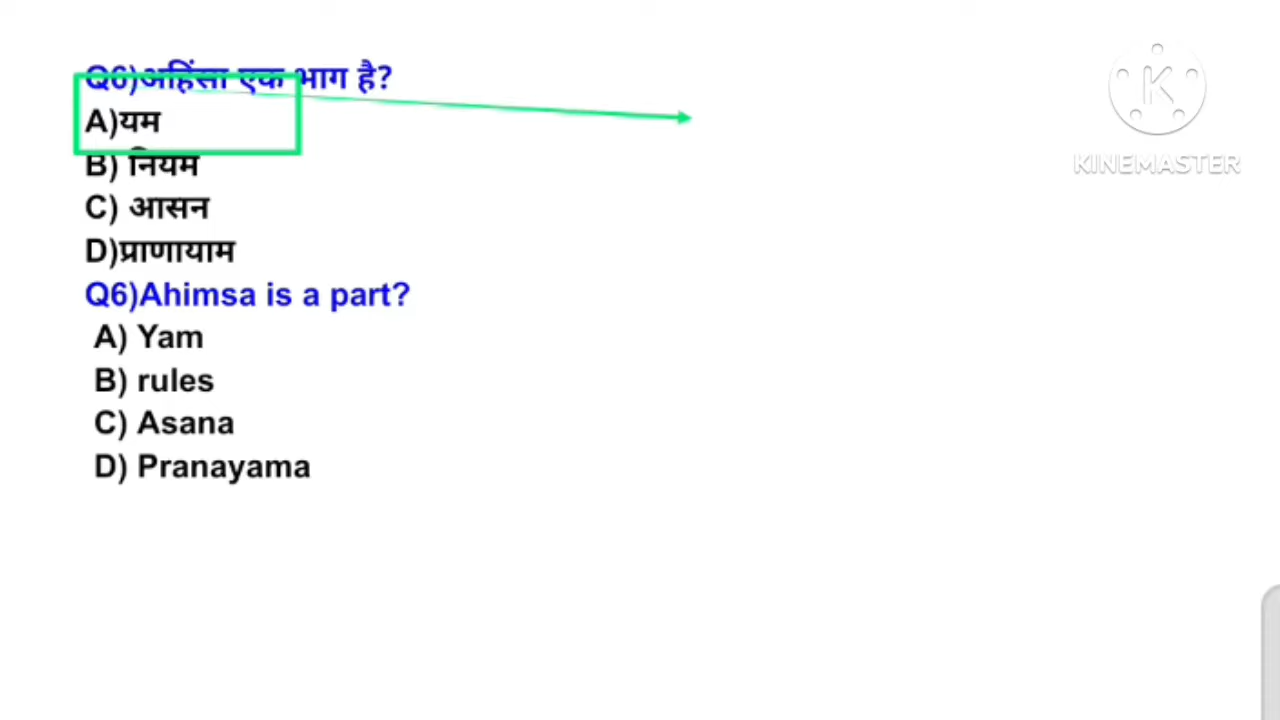 Q6)अहिंसा एक भाग है?
A)यम
B) नियम
C) आसन
D)प्राणायाम
Q6)Ahimsa is a part?
A) Yam
B) rules
C) Asana
D) Pranayama
K
KINEMASTER